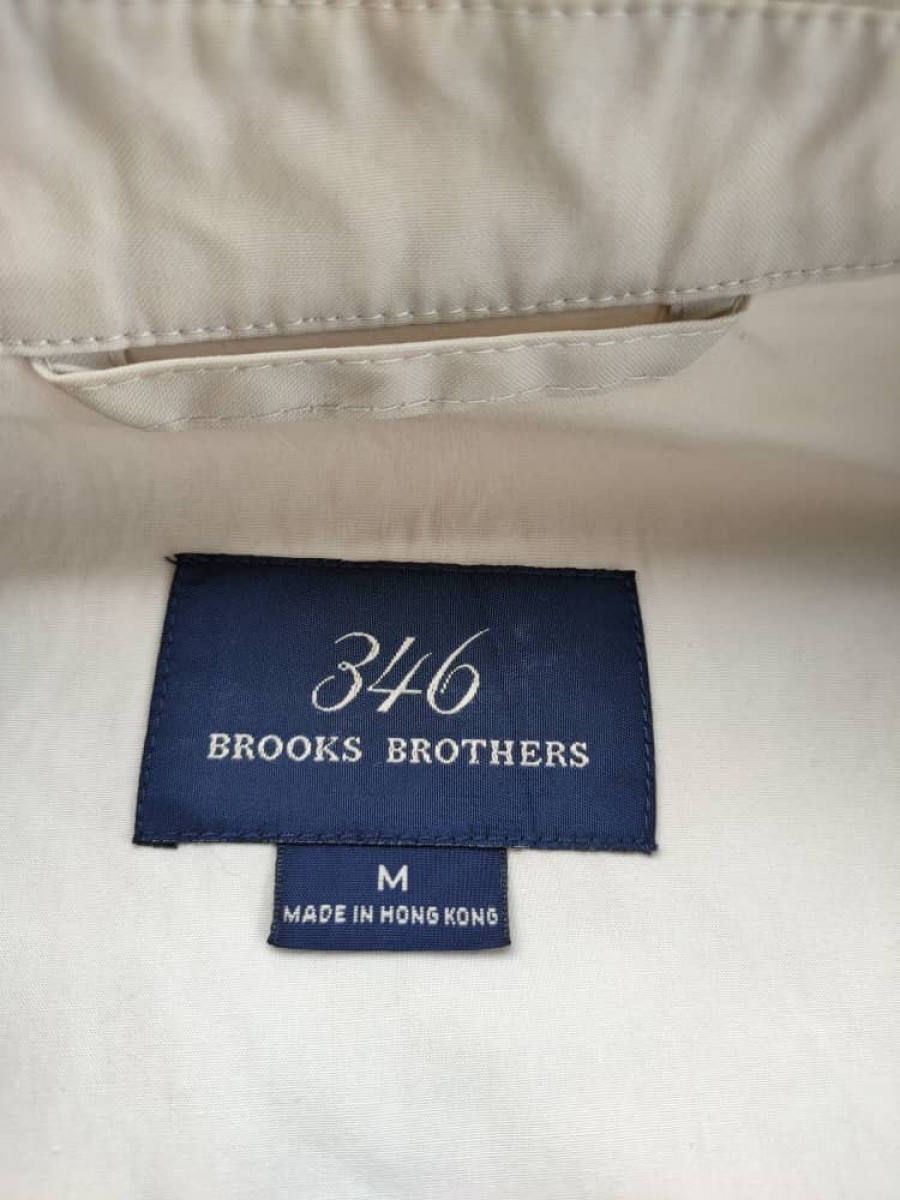 346
BROOKS BROTHERS
M
MADE IN HONG KONG